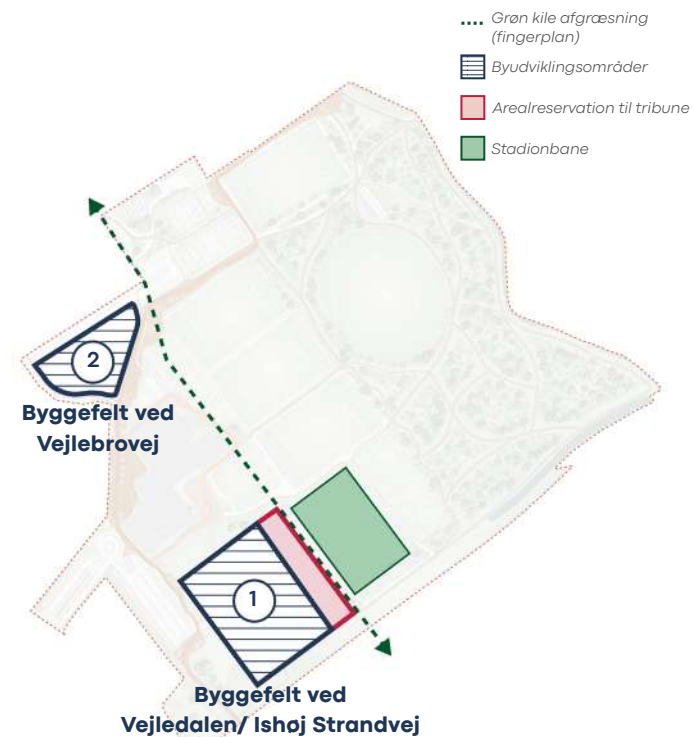 Grøn kile afgræsning
(fingerplan)
Byudviklingsområder
Arealreservation til tribune
Stadionbane
2
Byggefelt ved
Vejlebrovej
1
Byggefelt ved
Vejledalen/ Ishøj Strandvej